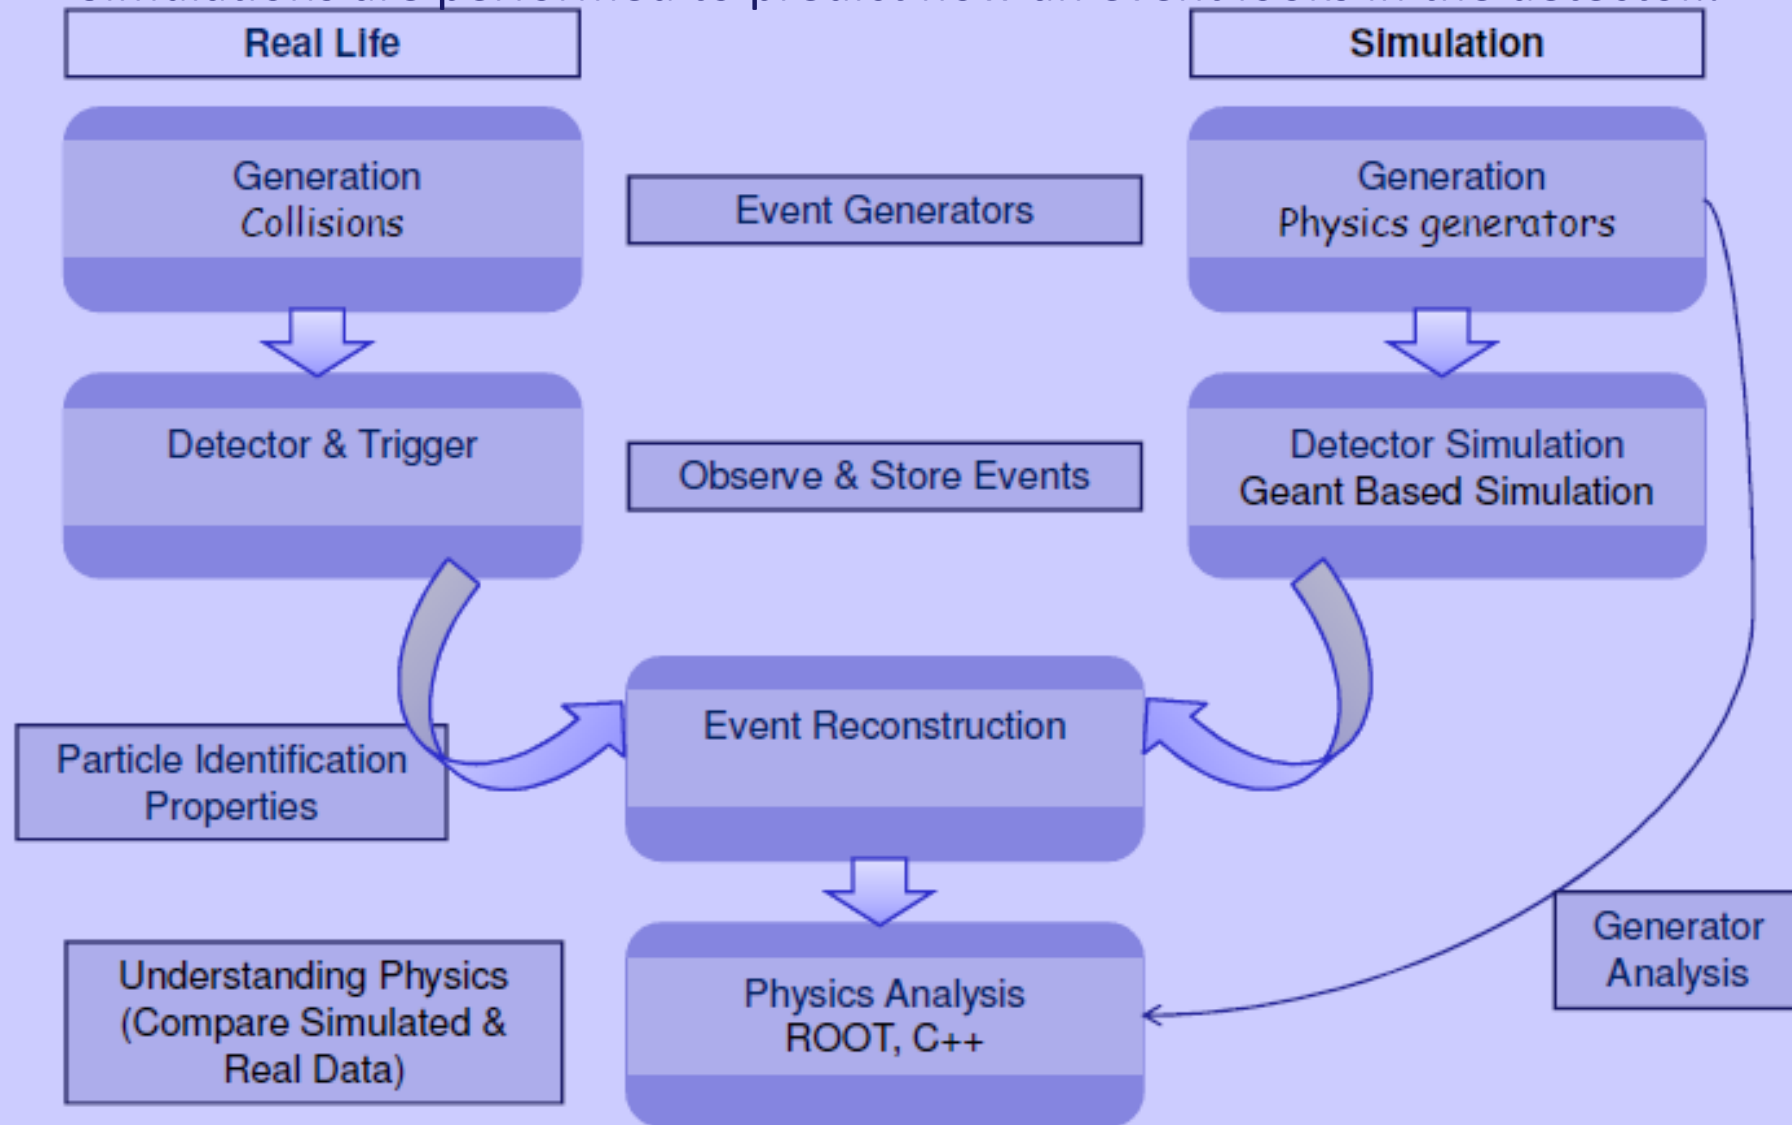 Real Life
Simulation
Generation
Collisions
Event Generators
Generation
Physics generators
Detector & Trigger
Observe & Store Events
Detector Simulation
Geant Based Simulation
Event Reconstruction
Particle Identification
Properties
Generator
Analysis
Understanding Physics
(Compare Simulated &
Real Data)
Physics Analysis
ROOT, C++